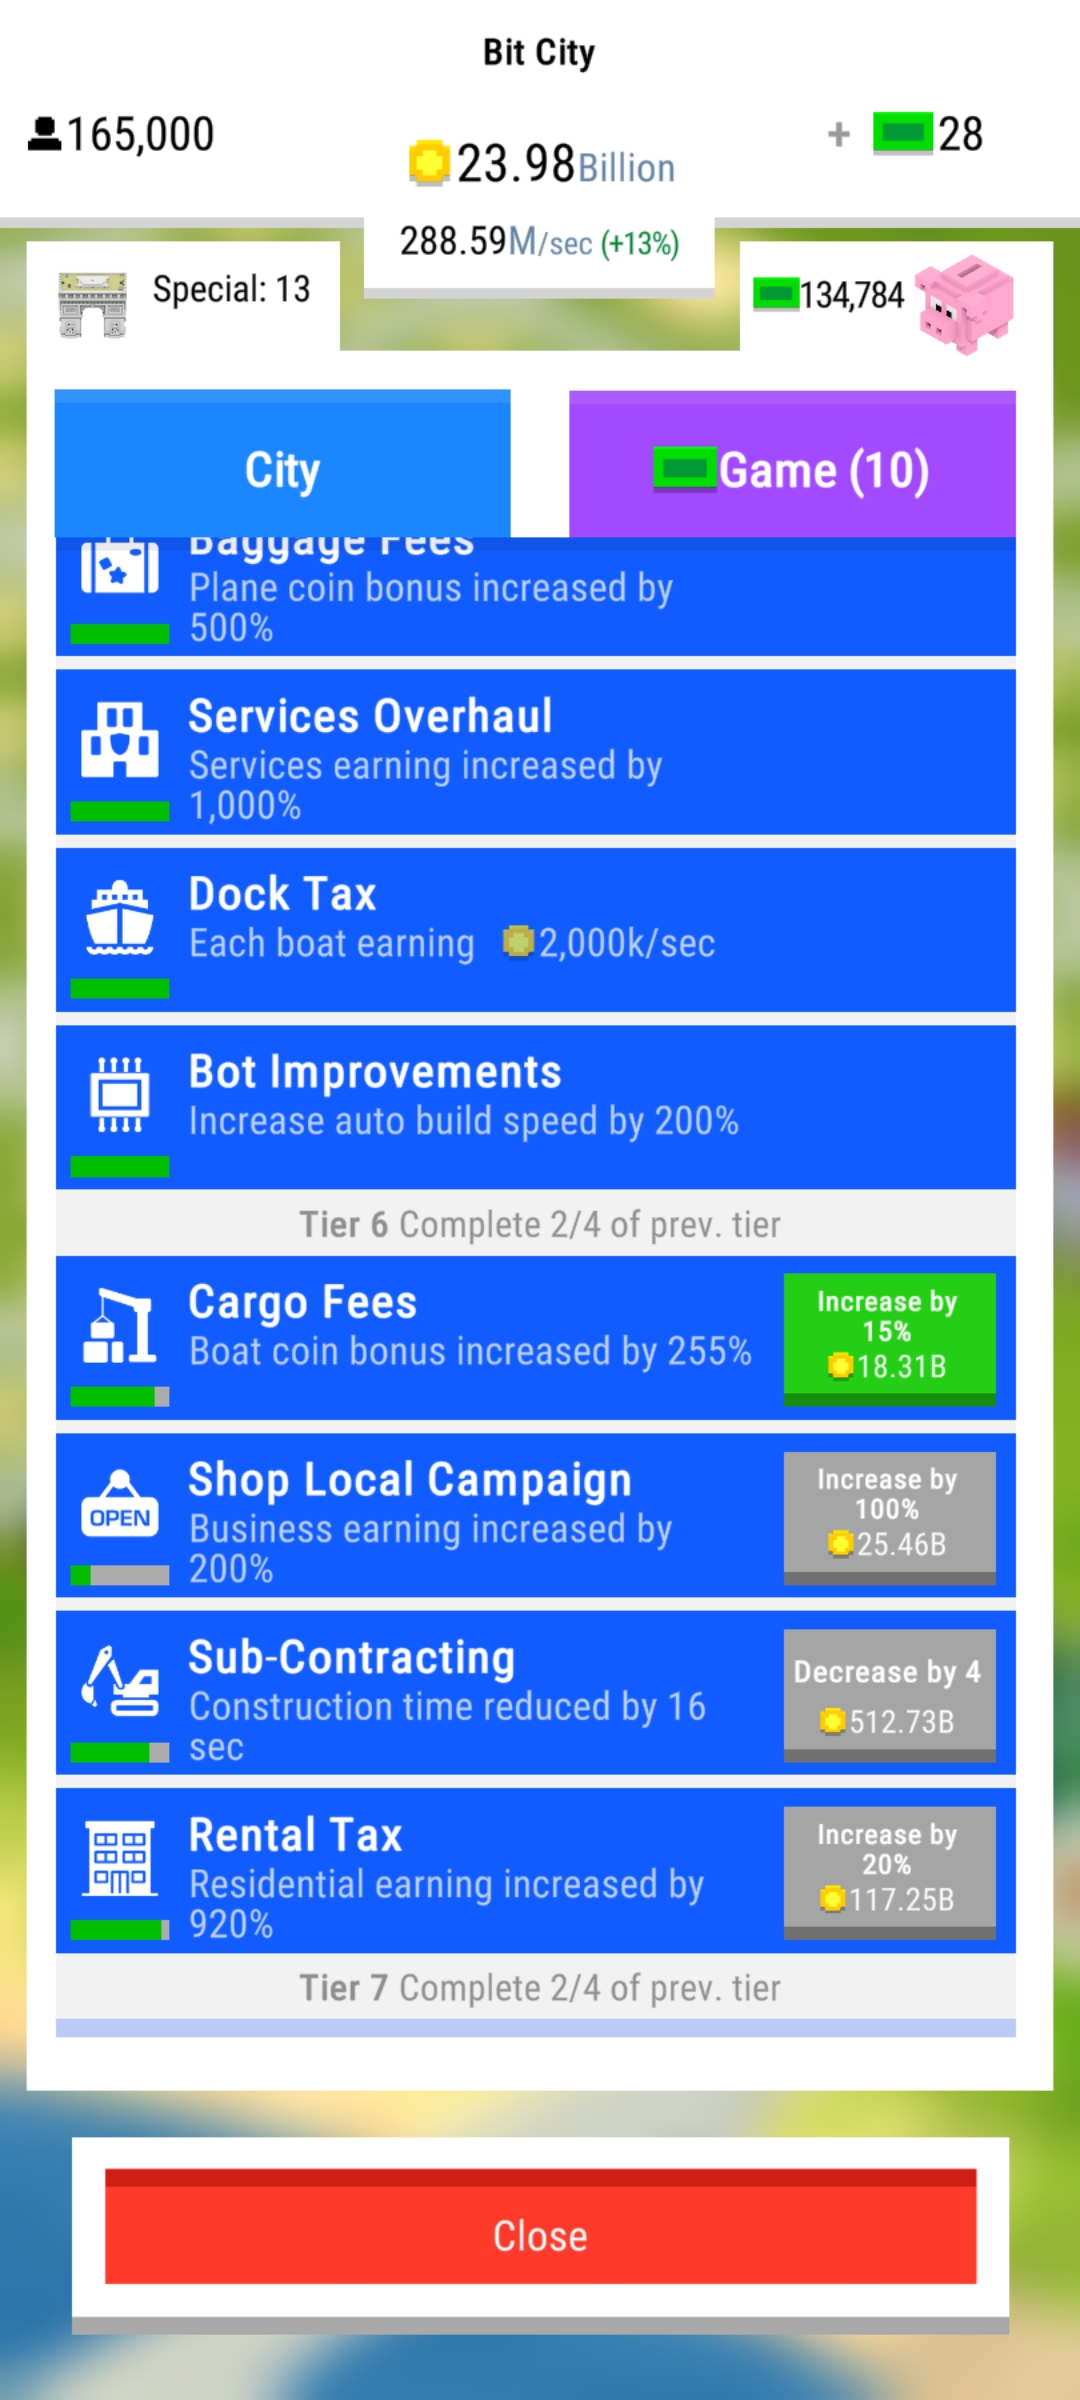 Bit City
165,000
23.98Billion
+ 28
288.59M/sec (+13%)
Special: 13
134,784
City
Game (10)
Baggage Fees
Plane coin bonus increased by
500%
Services Overhaul
Services earning increased by
1,000%
Dock Tax
Each boat earning 2,000k/sec
Bot Improvements
Increase auto build speed by 200%
Tier 6 Complete 2/4 of prev. tier
Cargo Fees
Boat coin bonus increased by 255%
Increase by
15%
18.31B
OPEN
Shop Local Campaign
Business earning increased by
200%
Increase by
100%
25.46B
Sub-Contracting
Construction time reduced by 16
sec
Decrease by 4
512.73B
Rental Tax
Residential earning increased by
920%
Increase by
20%
117.25B
Tier 7 Complete 2/4 of prev. tier
Close